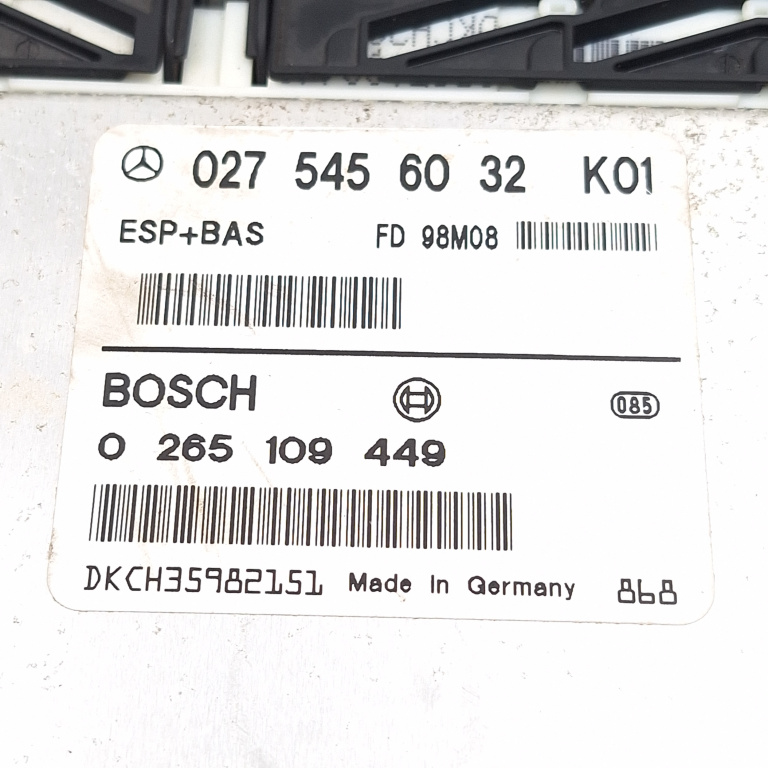 027 545 60 32 K01
ESP+BAS FD 98M08
BOSCH 085
0 265 109 449
DKCH35982151 Made In Germany 868